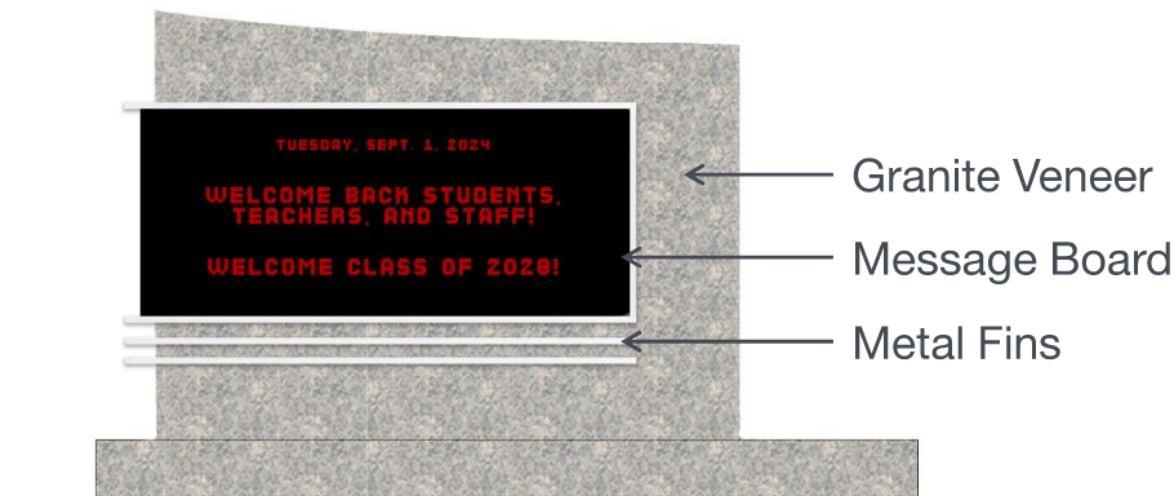 TUESDAY, SEPT. 1, 2024
WELCOME BACK STUDENTS,
TEACHERS, AND STAFF!
WELCOME CLASS OF 2028!
Granite Veneer
Message Board
Metal Fins